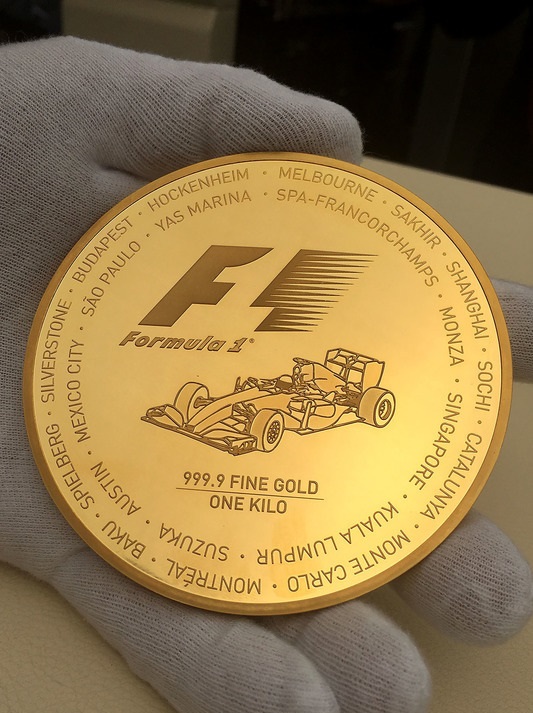 MELBOURNE · SAKHIR · SHANGHAI · SOCHI · CATALUNYA · MONTE CARLO · MONTRÉAL · BAKU · SPIELBERG · SILVERSTONE · BUDAPEST · HOCKENHEIM ·
SPA-FRANCORCHAMPS · MONZA · SINGAPORE · KUALA LUMPUR · SUZUKA · AUSTIN · MEXICO CITY · SÃO PAULO · YAS MARINA ·
F1
Formula 1®
999.9 FINE GOLD
ONE KILO